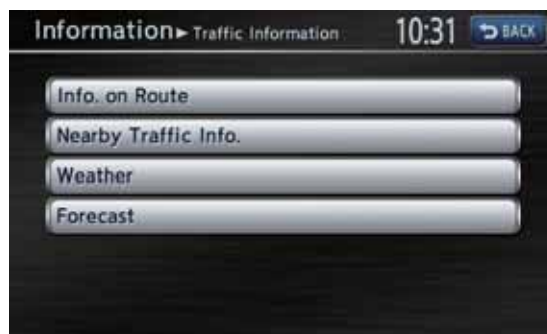 Information▶Traffic Information 10:31 BACK
Info. on Route
Nearby Traffic Info.
Weather
Forecast